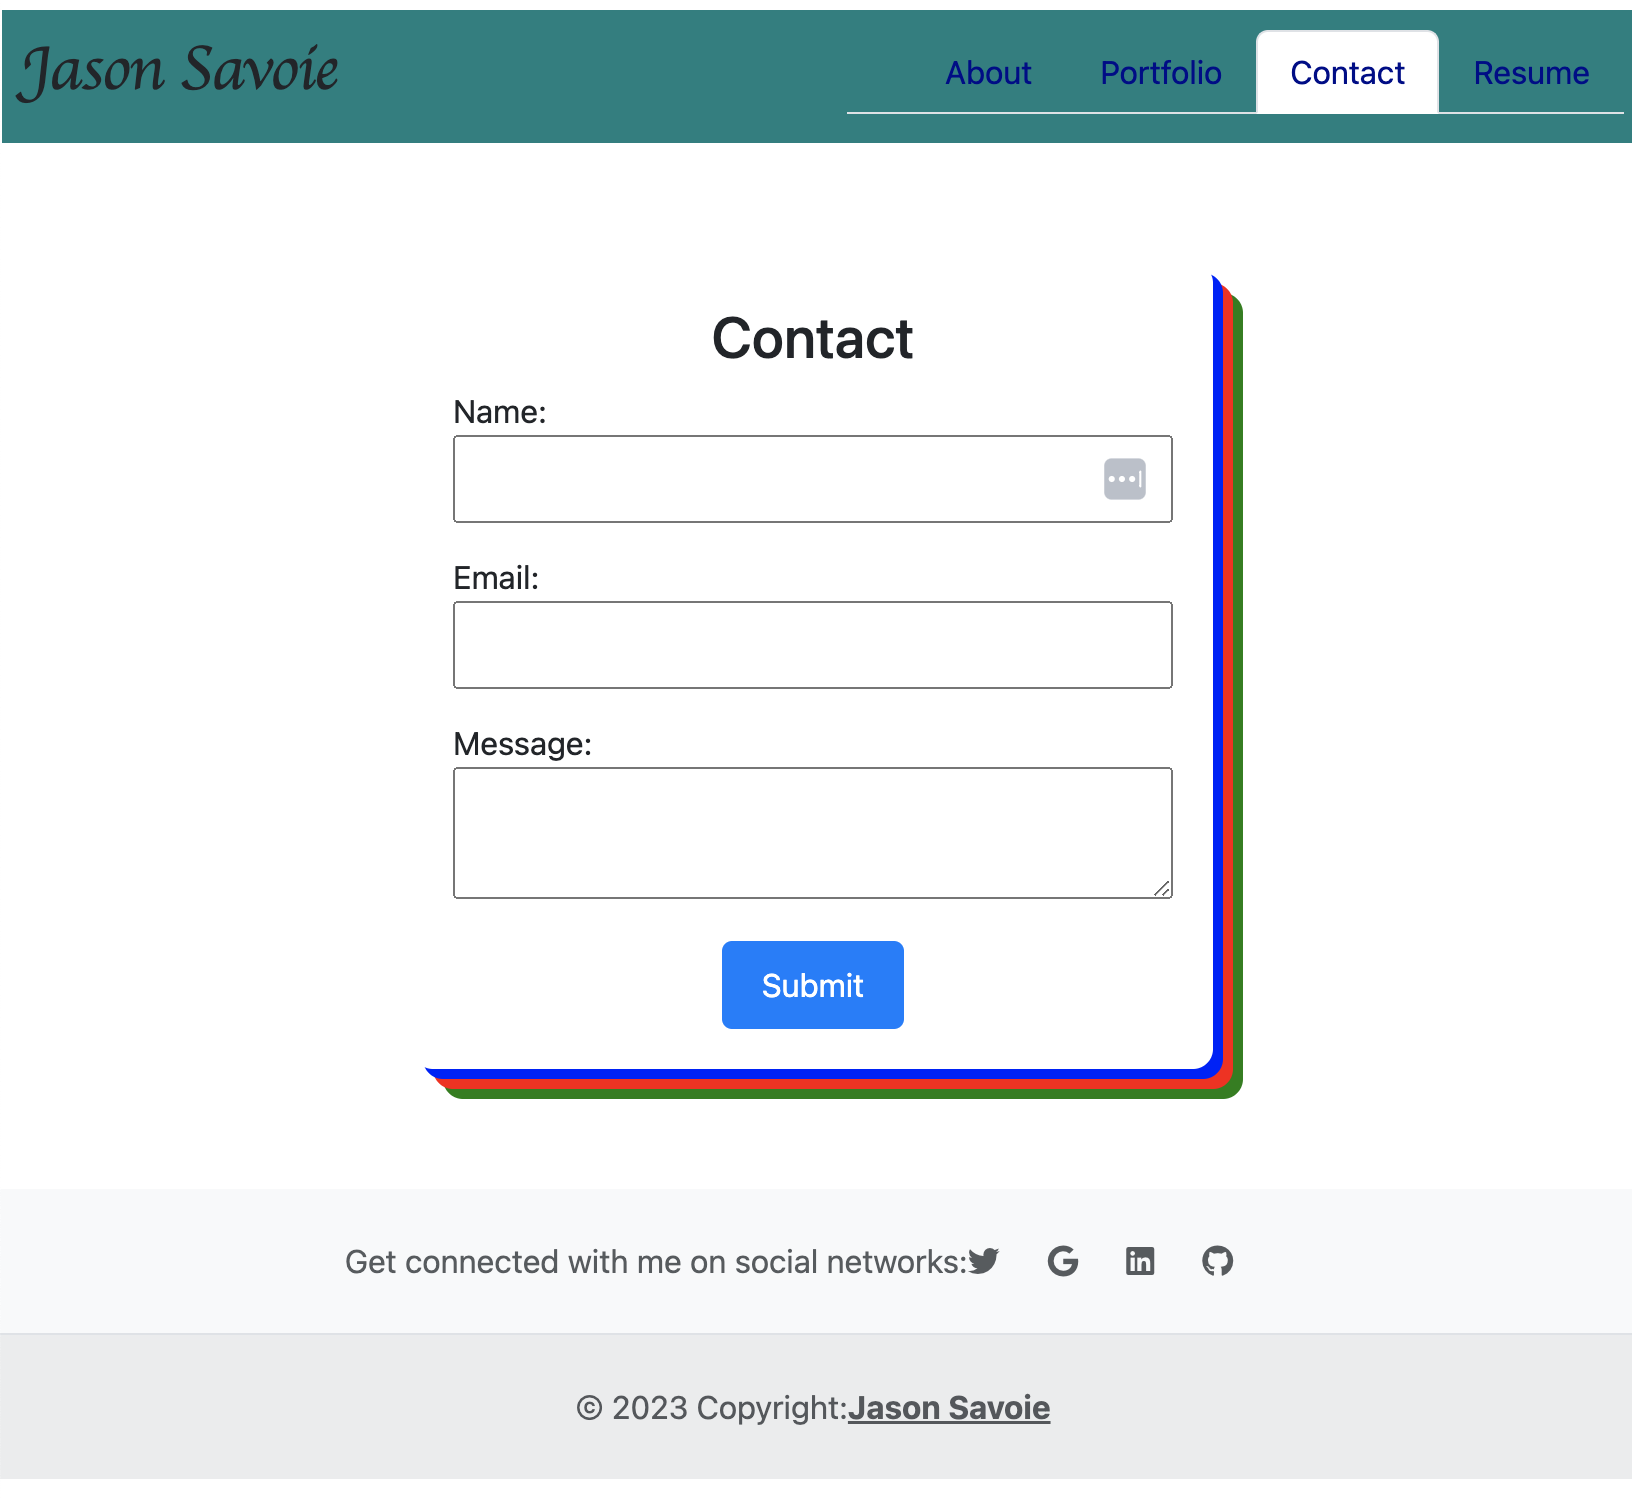 Jason Savoie
About Portfolio Contact Resume
Contact
Name:
Email:
Message:
Submit
Get connected with me on social networks:
© 2023 Copyright:Jason Savoie